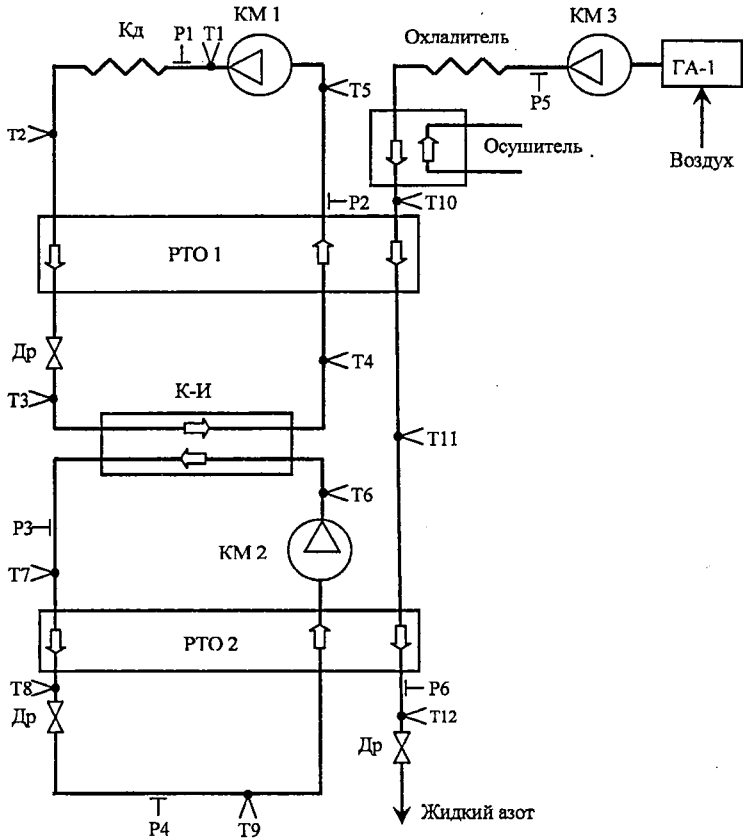 КМ 1
КМ 3
Кд
Р1
Т1
Охладитель
ГА-1
Т5
Р5
Т2
Осушитель
Воздух
Р2
Т10
РТО 1
Др
Т4
Т3
К-И
Т11
Т6
Р3
КМ 2
Т7
РТО 2
Т8
Р6
Др
Т12
Др
Р4
Т9
Жидкий азот